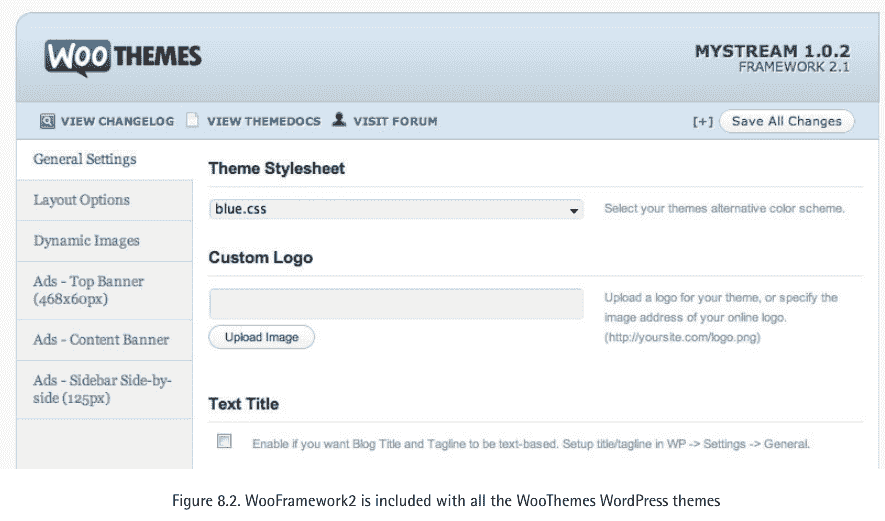 WOO THEMES
MYSTREAM 1.0.2
FRAMEWORK 2.1
VIEW CHANGELOG VIEW THEMEDOCS VISIT FORUM [+] Save All Changes
General Settings
Layout Options
Dynamic Images
Ads - Top Banner
(468x60px)
Ads - Content Banner
Ads - Sidebar Side-by-
side (125px)
Theme Stylesheet
blue.css
Select your themes alternative color scheme.
Custom Logo
Upload a logo for your theme, or specify the
image address of your online logo.
(http://yoursite.com/logo.png)
Upload Image
Text Title
Enable if you want Blog Title and Tagline to be text-based. Setup title/tagline in WP -> Settings -> General.
Figure 8.2. WooFramework2 is included with all the WooThemes WordPress themes